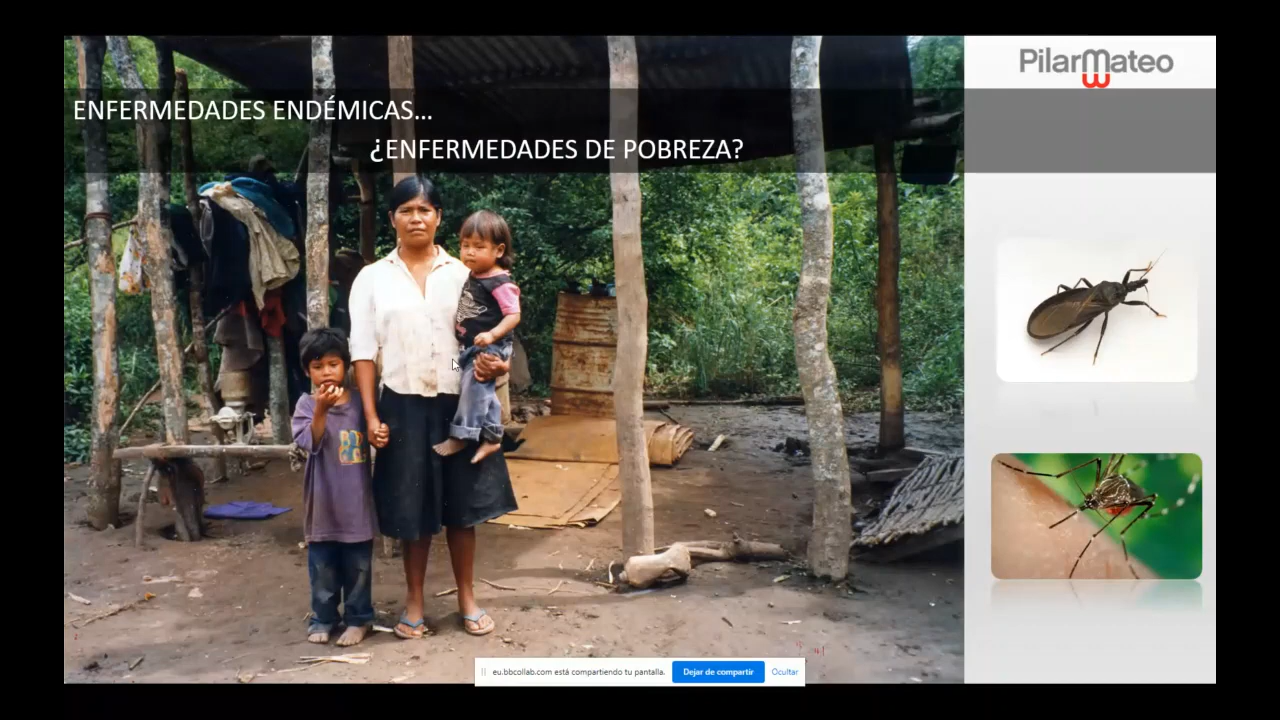 PilarMateo
ENFERMEDADES ENDÉMICAS...
¿ENFERMEDADES DE POBREZA?
eu.bbcollab.com está compartiendo tu pantalla.
Dejar de compartir
Ocultar